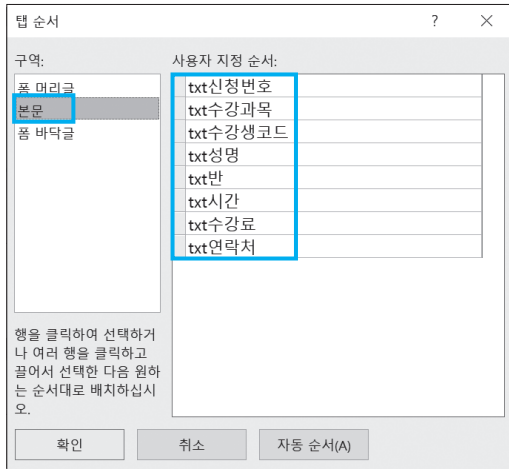 탭 순서
? ×
구역:
사용자 지정 순서:
폼 머리글
본문
폼 바닥글
txt신청번호
txt수강과목
txt수강생코드
txt성명
txt반
txt시간
txt수강료
txt연락처
행을 클릭하여 선택하거
나 여러 행을 클릭하고
끌어서 선택한 다음 원하
는 순서대로 배치하십시
오.
확인
취소
자동 순서(A)